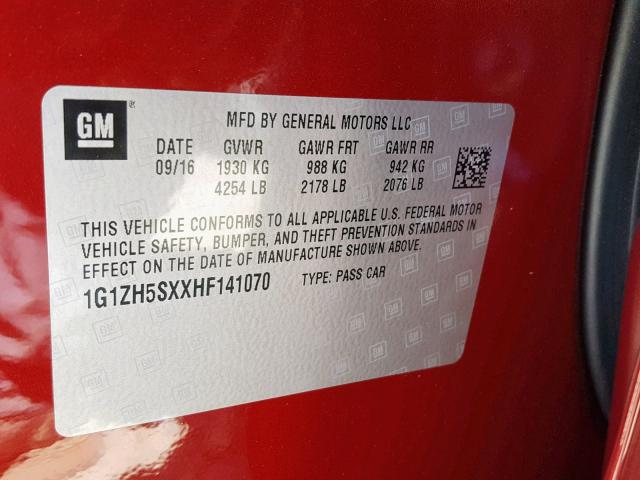 GM ®
MFD BY GENERAL MOTORS LLC
DATE GVWR GAWR FRT GAWR RR
09/16 1930 KG 988 KG 942 KG
4254 LB 2178 LB 2076 LB
THIS VEHICLE CONFORMS TO ALL APPLICABLE U.S. FEDERAL MOTOR
VEHICLE SAFETY, BUMPER, AND THEFT PREVENTION STANDARDS IN
EFFECT ON THE DATE OF MANUFACTURE SHOWN ABOVE.
1G1ZH5SXXHF141070 TYPE: PASS CAR